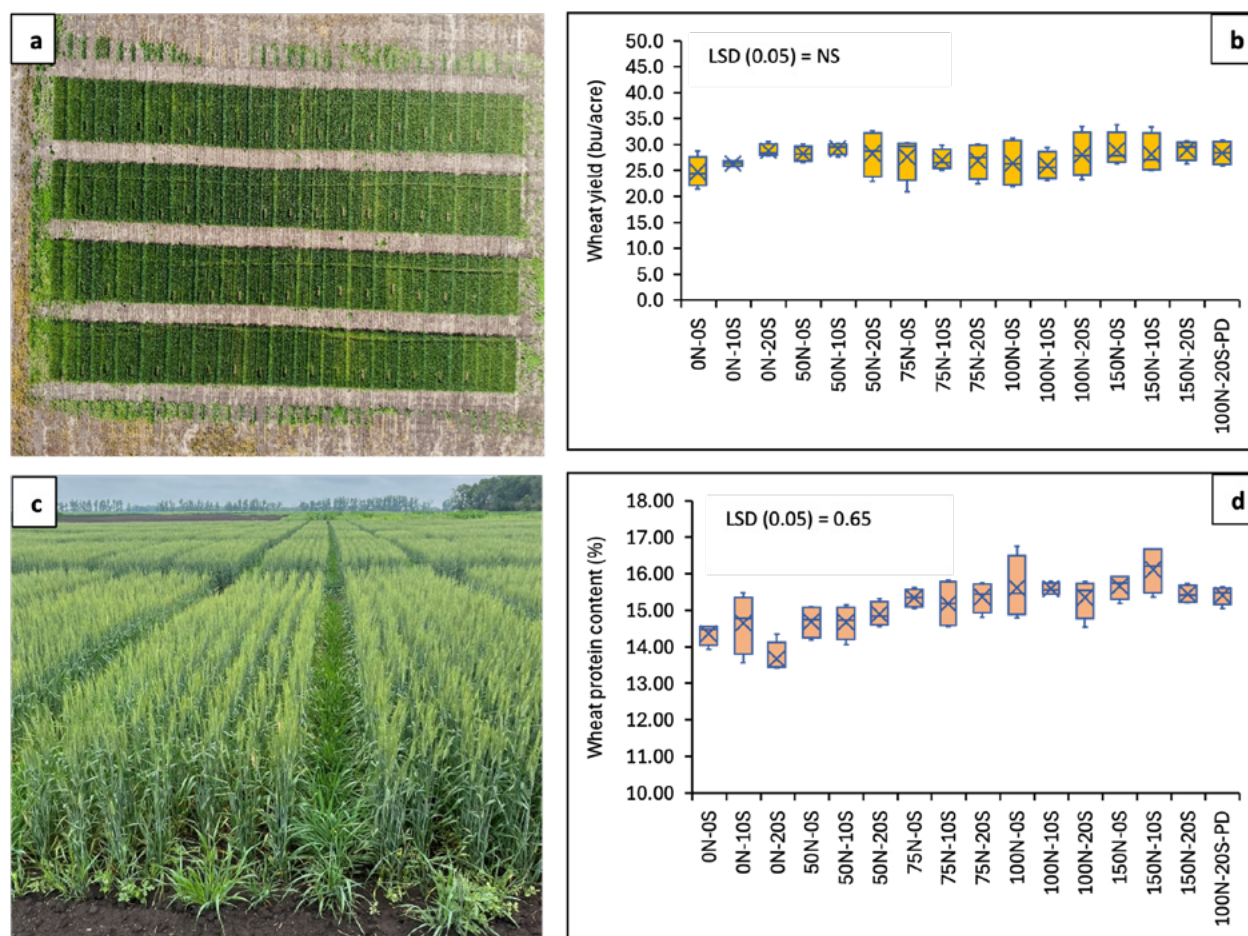 a
b
LSD (0.05) = NS
Wheat yield (bu/acre)
50.0
45.0
40.0
35.0
30.0
25.0
20.0
15.0
10.0
5.0
0.0
0N-0S
0N-10S
0N-20S
50N-0S
50N-10S
50N-20S
75N-0S
75N-10S
75N-20S
100N-0S
100N-10S
100N-20S
150N-0S
150N-10S
150N-20S
100N-20S-PD
c
d
LSD (0.05) = 0.65
Wheat protein content (%)
18.00
17.00
16.00
15.00
14.00
13.00
12.00
11.00
10.00
0N-0S
0N-10S
0N-20S
50N-0S
50N-10S
50N-20S
75N-0S
75N-10S
75N-20S
100N-0S
100N-10S
100N-20S
150N-0S
150N-10S
150N-20S
100N-20S-PD